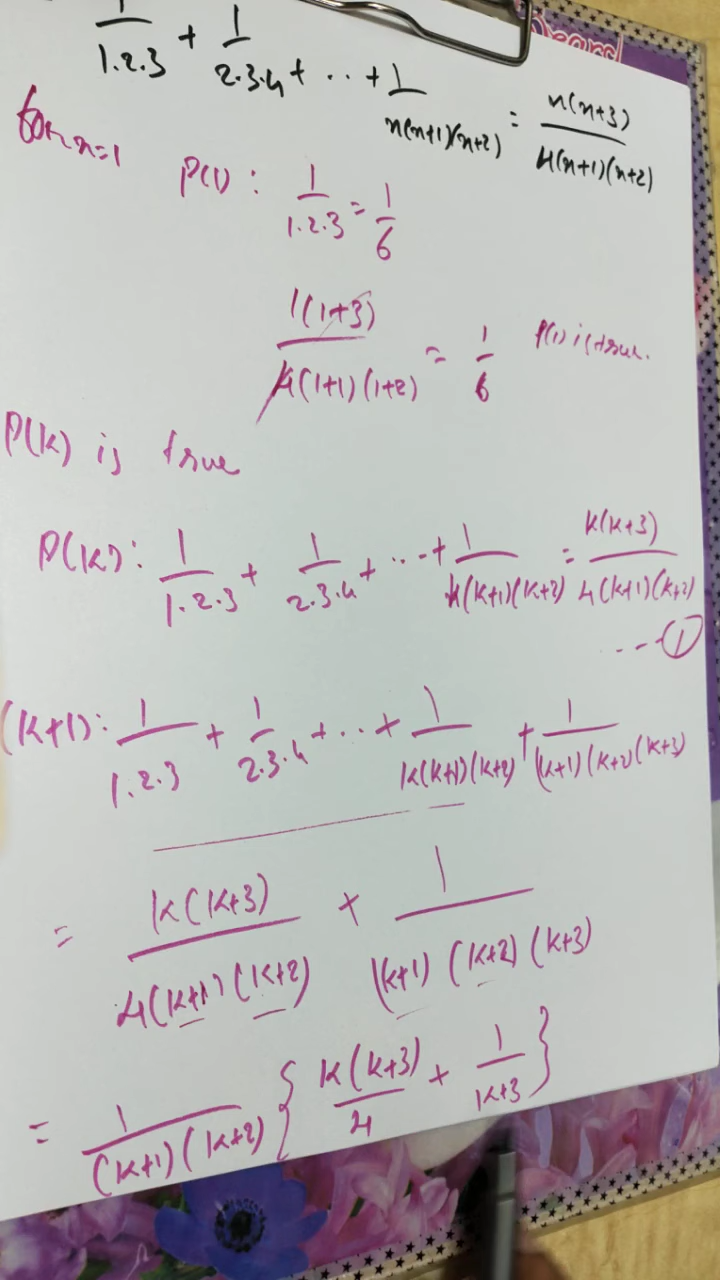 1/1.2.3 + 1/2.3.4 + ... + 1/n(n+1)(n+2) = n(n+3)/4(n+1)(n+2)
for n=1 P(1) : 1/1.2.3 = 1/6
1(1+3)/4(1+1)(1+2) = 1/6 P(1) is true.
P(k) is true
P(k): 1/1.2.3 + 1/2.3.4 + ... + 1/k(k+1)(k+2) = k(k+3)/4(k+1)(k+2)
... ①
(k+1): 1/1.2.3 + 1/2.3.4 + ... + 1/k(k+1)(k+2) + 1/(k+1)(k+2)(k+3)
= k(k+3)/4(k+1)(k+2) + 1/(k+1)(k+2)(k+3)
= 1/(k+1)(k+2) { k(k+3)/4 + 1/k+3 }